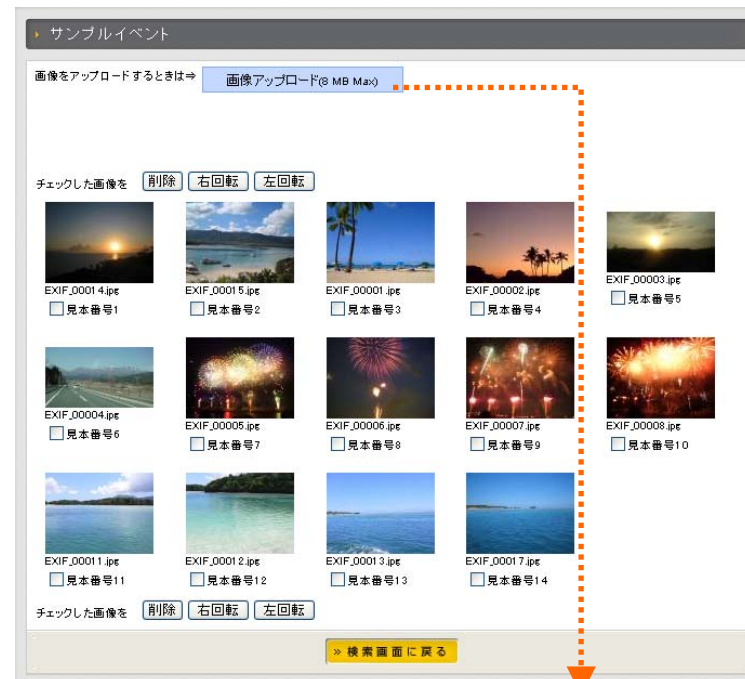 サンプルイベント
画像をアップロードするときは⇒ 画像アップロード(8 MB Max)
チェックした画像を 削除 右回転 左回転
EXIF_00014.jpg EXIF_00015.jpg EXIF_00001.jpg EXIF_00002.jpg EXIF_00003.jpg
見本番号1 見本番号2 見本番号3 見本番号4 見本番号5
EXIF_00004.jpg EXIF_00005.jpg EXIF_00006.jpg EXIF_00007.jpg EXIF_00008.jpg
見本番号6 見本番号7 見本番号8 見本番号9 見本番号10
EXIF_00011.jpg EXIF_00012.jpg EXIF_00013.jpg EXIF_00017.jpg
見本番号11 見本番号12 見本番号13 見本番号14
チェックした画像を 削除 右回転 左回転
» 検索画面に戻る